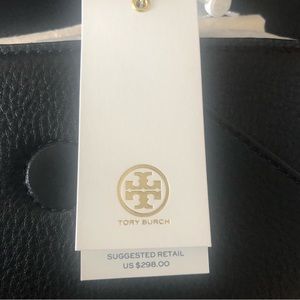 TORY BURCH
SUGGESTED RETAIL
US $298.00